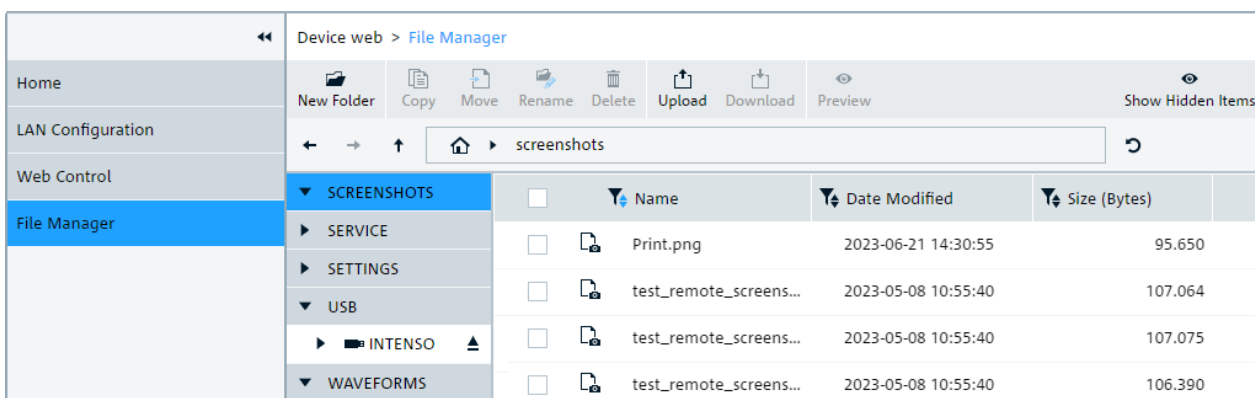 Device web > File Manager
Home
LAN Configuration
Web Control
File Manager
New Folder Copy Move Rename Delete Upload Download Preview Show Hidden Items
screenshots
SCREENSHOTS
SERVICE
SETTINGS
USB
INTENSO
WAVEFORMS
Name Date Modified Size (Bytes)
Print.png 2023-06-21 14:30:55 95.650
test_remote_screens... 2023-05-08 10:55:40 107.064
test_remote_screens... 2023-05-08 10:55:40 107.075
test_remote_screens... 2023-05-08 10:55:40 106.390